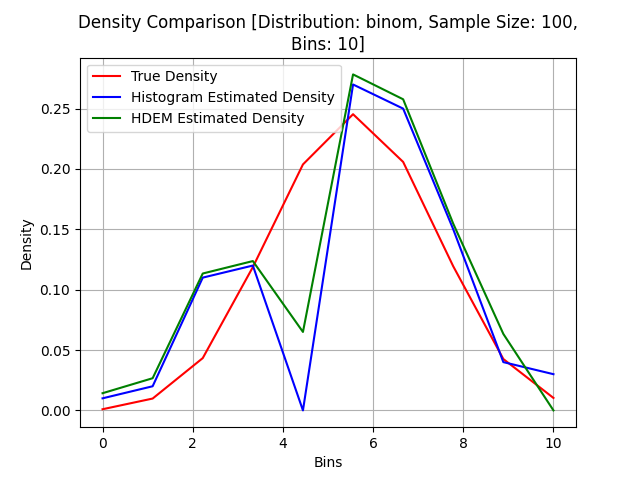 Density Comparison [Distribution: binom, Sample Size: 100,
Bins: 10]
True Density
Histogram Estimated Density
HDEM Estimated Density
Density
0.25
0.20
0.15
0.10
0.05
0.00
0 2 4 6 8 10
Bins